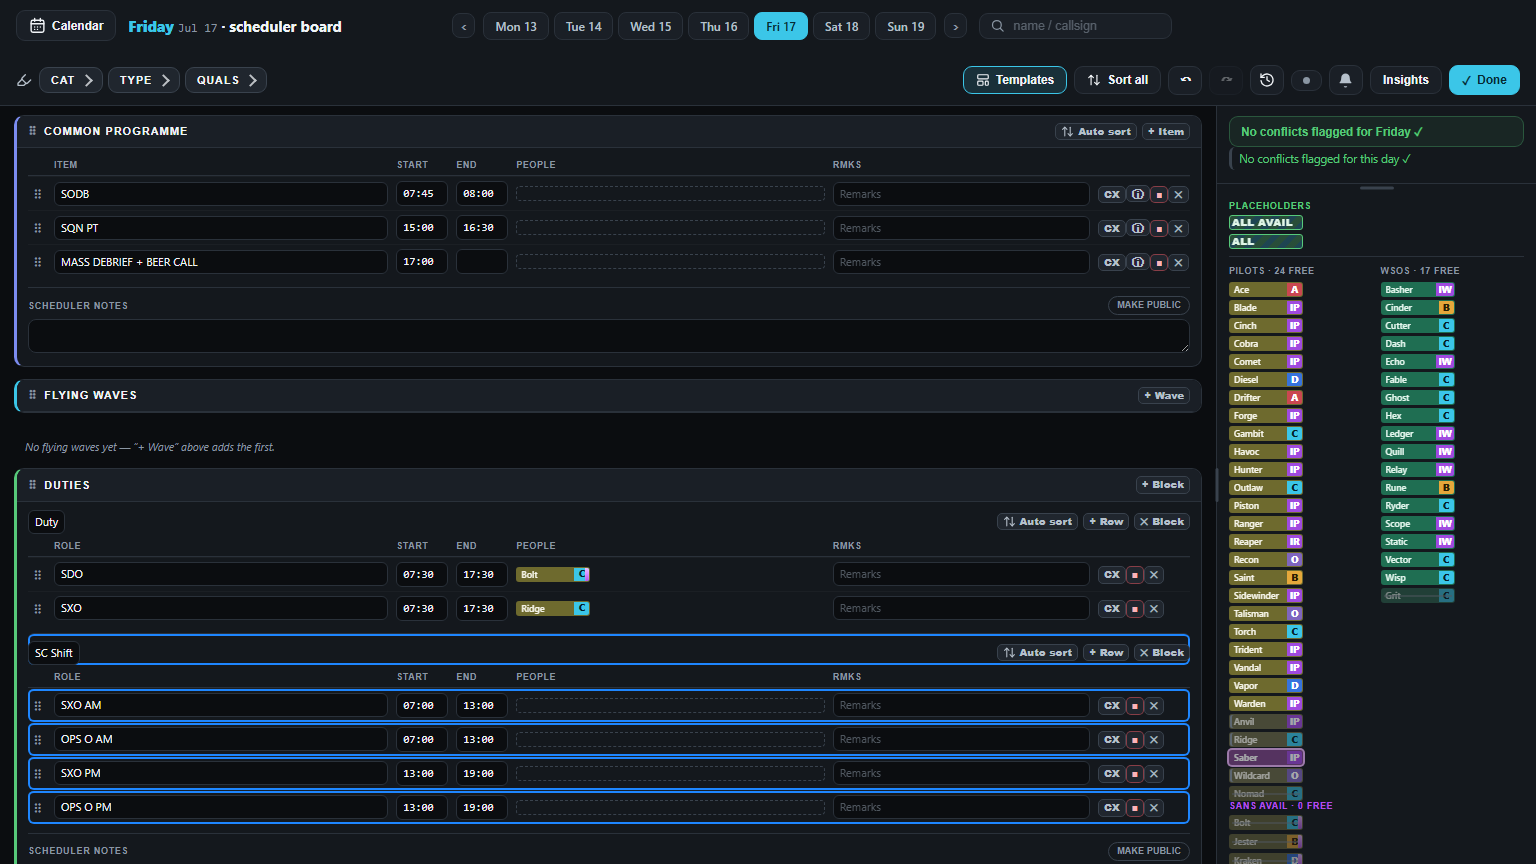 Calendar Friday Jul 17 · scheduler board ‹ Mon 13 Tue 14 Wed 15 Thu 16 Fri 17 Sat 18 Sun 19 › name / callsign
CAT TYPE QUALS Templates Sort all Insights ✓ Done
COMMON PROGRAMME Auto sort + Item
ITEM START END PEOPLE RMKS
SODB 07:45 08:00 Remarks CX
SQN PT 15:00 16:30 Remarks CX
MASS DEBRIEF + BEER CALL 17:00 Remarks CX
SCHEDULER NOTES MAKE PUBLIC
FLYING WAVES + Wave
No flying waves yet — "+ Wave" above adds the first.
DUTIES + Block
Duty Auto sort + Row × Block
ROLE START END PEOPLE RMKS
SDO 07:30 17:30 Bolt C Remarks CX
SXO 07:30 17:30 Ridge C Remarks CX
SC Shift Auto sort + Row × Block
ROLE START END PEOPLE RMKS
SXO AM 07:00 13:00 Remarks CX
OPS O AM 07:00 13:00 Remarks CX
SXO PM 13:00 19:00 Remarks CX
OPS O PM 13:00 19:00 Remarks CX
SCHEDULER NOTES MAKE PUBLIC
No conflicts flagged for Friday ✓
No conflicts flagged for this day ✓
PLACEHOLDERS
ALL AVAIL
ALL
PILOTS · 24 FREE
Ace A
Blade IP
Cinch IP
Cobra IP
Comet IP
Diesel D
Drifter A
Forge IP
Gambit C
Havoc IP
Hunter IP
Outlaw C
Piston IP
Ranger IP
Reaper IR
Recon O
Saint B
Sidewinder IP
Talisman O
Torch C
Trident IP
Vandal IP
Vapor D
Warden IP
Anvil IP
Ridge C
Saber IP
Wildcard O
Nomad C
SANS AVAIL · 0 FREE
Bolt C
Jester B
Kraken D
WSOS · 17 FREE
Basher IW
Cinder B
Cutter C
Dash C
Echo IW
Fable C
Ghost C
Hex C
Ledger IW
Quill IW
Relay IW
Rune B
Ryder C
Scope IW
Static IW
Vector C
Wisp C
Grit C